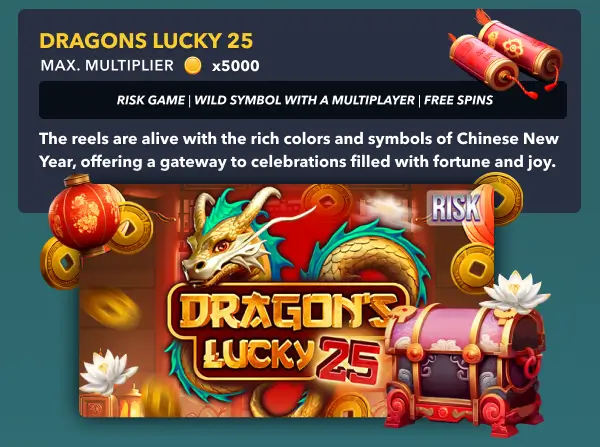 DRAGONS LUCKY 25
MAX. MULTIPLIER x5000
RISK GAME | WILD SYMBOL WITH A MULTIPLAYER | FREE SPINS
The reels are alive with the rich colors and symbols of Chinese New
Year, offering a gateway to celebrations filled with fortune and joy.
RISK
DRAGON'S
LUCKY 25